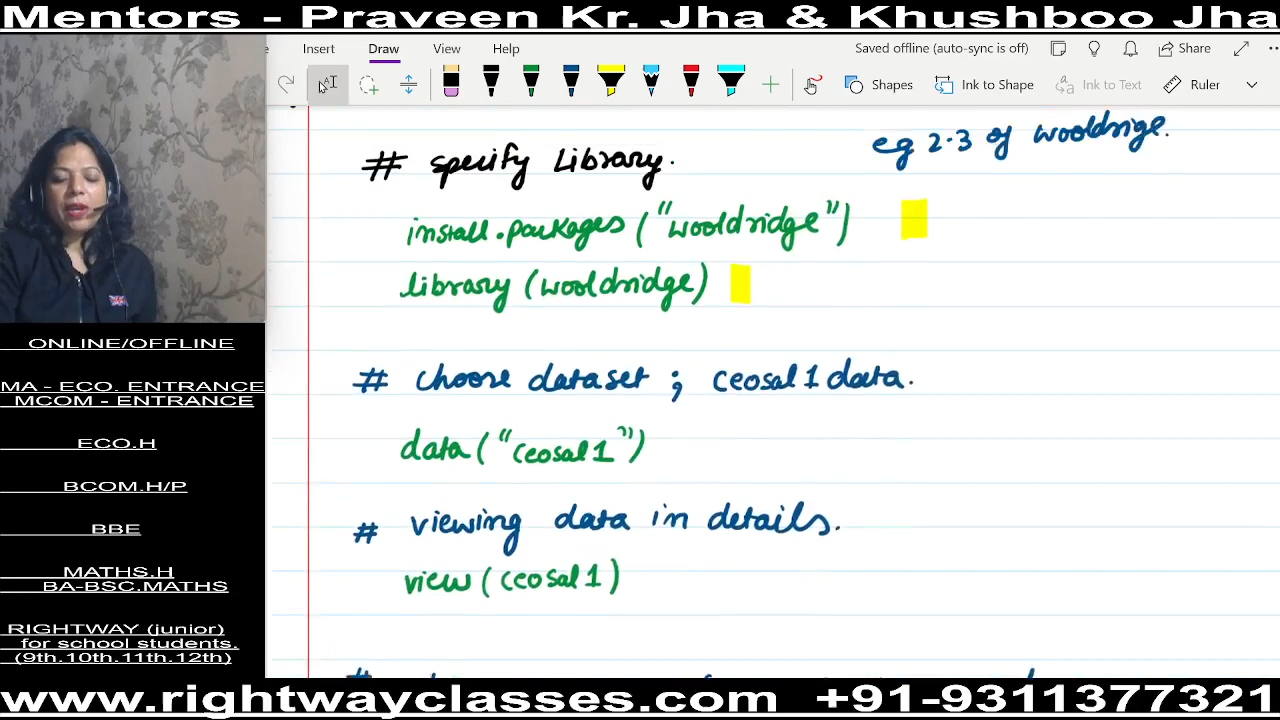 Mentors - Praveen Kr. Jha & Khushboo Jha
Insert Draw View Help
Saved offline (auto-sync is off) Share
Shapes Ink to Shape Ink to Text Ruler
eg 2.3 of wooldrige.
# specify Library.
install.packages ("wooldridge")
library (wooldridge)
# choose dataset ; ceosal1 data.
data ("ceosal1")
# viewing data in details.
view (ceosal1)
ONLINE/OFFLINE
MA - ECO. ENTRANCE
MCOM - ENTRANCE
ECO.H
BCOM.H/P
BBE
MATHS.H
BA-BSC.MATHS
RIGHTWAY (junior)
for school students.
(9th.10th.11th.12th)
www.rightwayclasses.com +91-9311377321